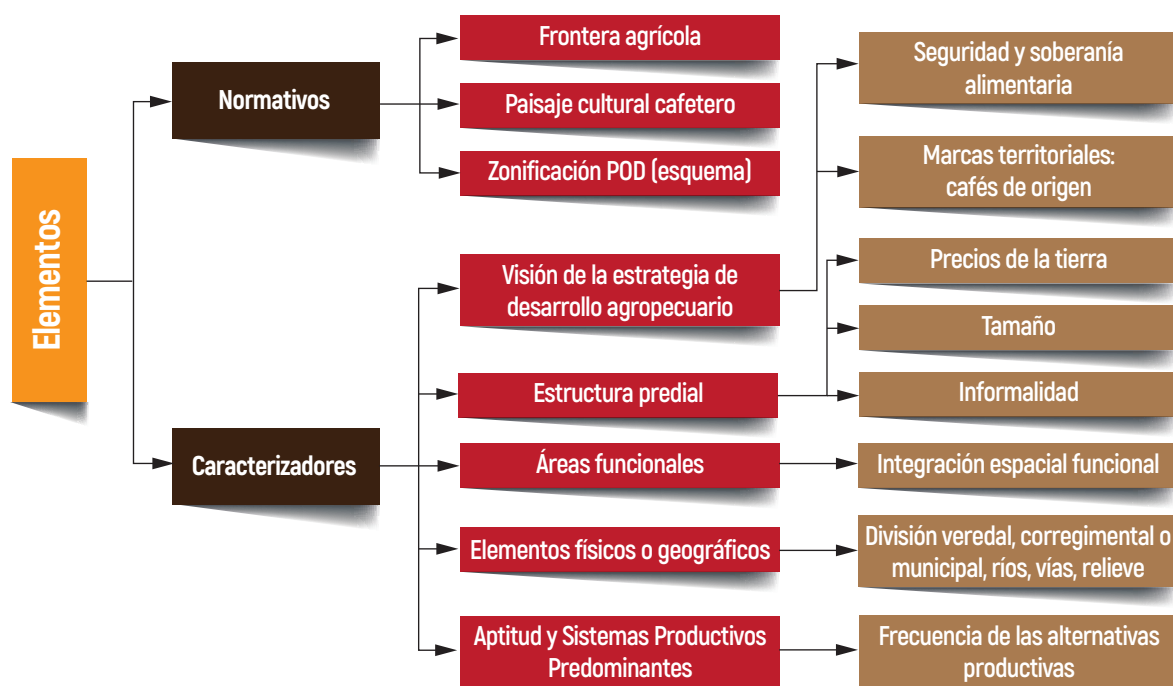 Elementos
Normativos
Frontera agrícola
Paisaje cultural cafetero
Zonificación POD (esquema)
Caracterizadores
Visión de la estrategia de
desarrollo agropecuario
Seguridad y soberanía
alimentaria
Marcas territoriales:
cafés de origen
Estructura predial
Precios de la tierra
Tamaño
Informalidad
Áreas funcionales
Integración espacial funcional
Elementos físicos o geográficos
División veredal, corregimental o
municipal, ríos, vías, relieve
Aptitud y Sistemas Productivos
Predominantes
Frecuencia de las alternativas
productivas